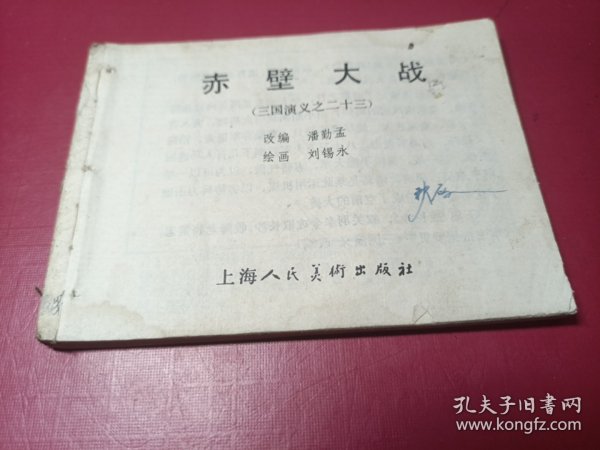 赤壁大战
(三国演义之二十三)
改编 潘勤孟
绘画 刘锡永
上海人民美術出版社
孔夫子旧书网
www.kongfz.com